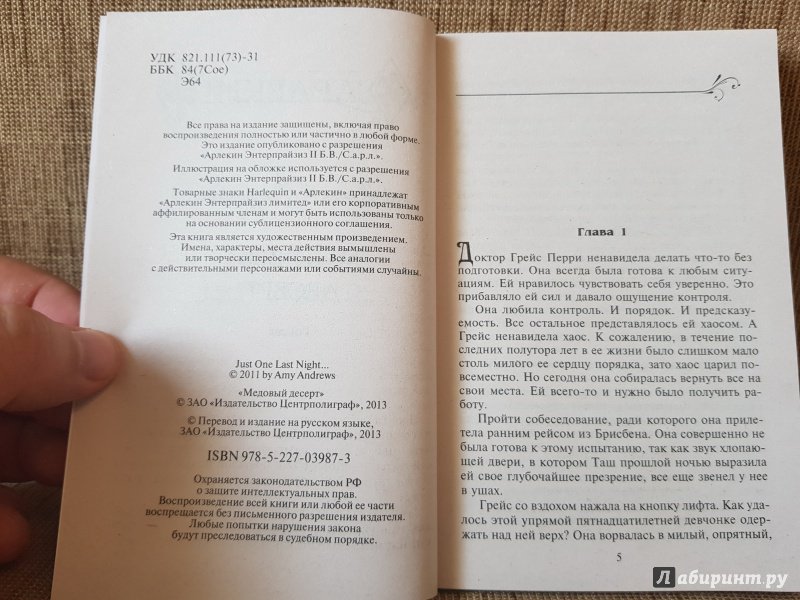 УДК 821.111(73)-31
ББК 84(7Сое)
Э64
Все права на издание защищены, включая право
воспроизведения полностью или частично в любой форме.
Это издание опубликовано с разрешения
«Арлекин Энтерпрайзиз II Б.В./С.а.р.л.».
Иллюстрация на обложке используется с разрешения
«Арлекин Энтерпрайзиз II Б.В./С.а.р.л.».
Товарные знаки Harlequin и «Арлекин» принадлежат
«Арлекин Энтерпрайзиз лимитед» или его корпоративным
аффилированным членам и могут быть использованы только
на основании сублицензионного соглашения.
Эта книга является художественным произведением.
Имена, характеры, места действия вымышлены
или творчески переосмыслены. Все аналогии
с действительными персонажами или событиями случайны.
Just One Last Night...
© 2011 by Amy Andrews
«Медовый десерт»
© ЗАО «Издательство Центрполиграф», 2013
© Перевод и издание на русском языке,
ЗАО «Издательство Центрполиграф», 2013
ISBN 978-5-227-03987-3
Охраняется законодательством РФ
о защите интеллектуальных прав.
Воспроизведение всей книги или любой ее части
воспрещается без письменного разрешения издателя.
Любые попытки нарушения закона
будут преследоваться в судебном порядке.
Глава 1
Доктор Грейс Перри ненавидела делать что-то без
подготовки. Она всегда была готова к любым ситу-
ациям. Ей нравилось чувствовать себя уверенно. Это
прибавляло ей сил и давало ощущение контроля.
Она любила контроль. И порядок. И предсказу-
емость. Все остальное представлялось ей хаосом. А
Грейс ненавидела хаос. К сожалению, в течение по-
следних полутора лет в ее жизни было слишком мало
столь милого ее сердцу порядка, зато хаос царил по-
всеместно. Но сегодня она собиралась вернуть все на
свои места. Ей всего-то и нужно было получить ра-
боту.
Пройти собеседование, ради которого она приле-
тела ранним рейсом из Брисбена. Она совершенно не
была готова к этому испытанию, так как звук хлопаю-
щей двери, в котором Таш прошлой ночью выразила
ей свое глубочайшее презрение, все еще звенел у нее
в ушах.
Грейс со вздохом нажала на кнопку лифта. Как уда-
лось этой упрямой пятнадцатилетней девчонке одер-
жать над ней верх? Она ворвалась в милый, опрятный,
5
Лабиринт.ру